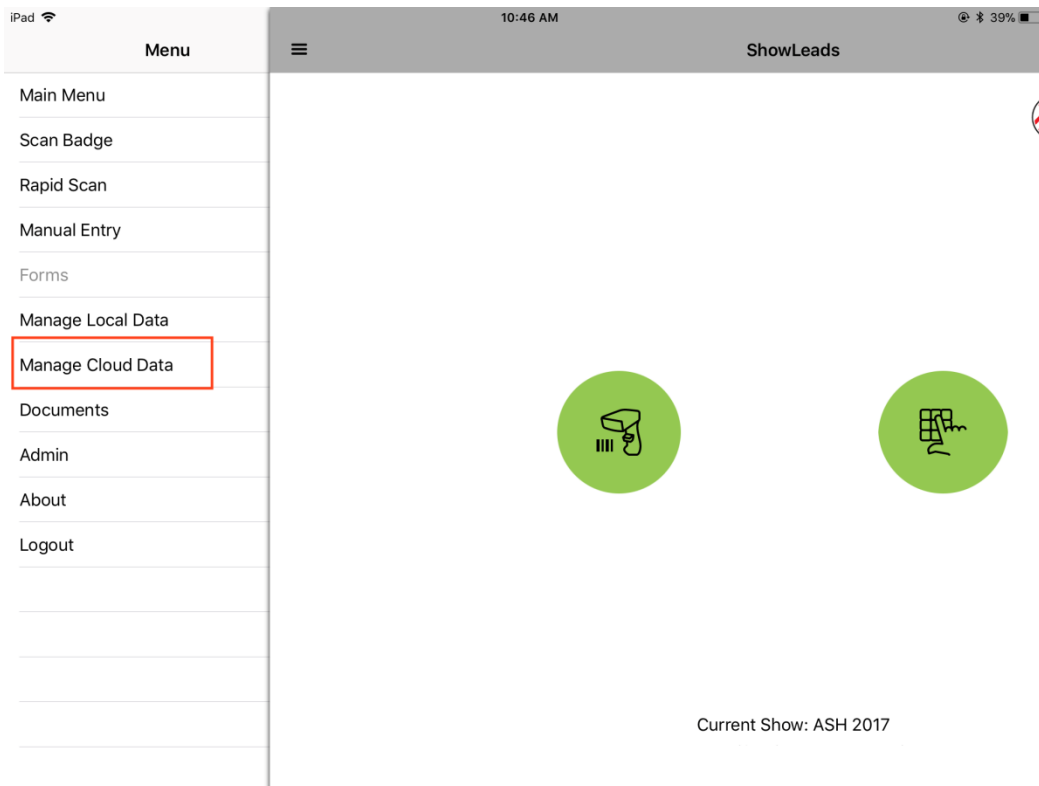 iPad 10:46 AM 39%
Menu
ShowLeads
Main Menu
Scan Badge
Rapid Scan
Manual Entry
Forms
Manage Local Data
Manage Cloud Data
Documents
Admin
About
Logout
Current Show: ASH 2017